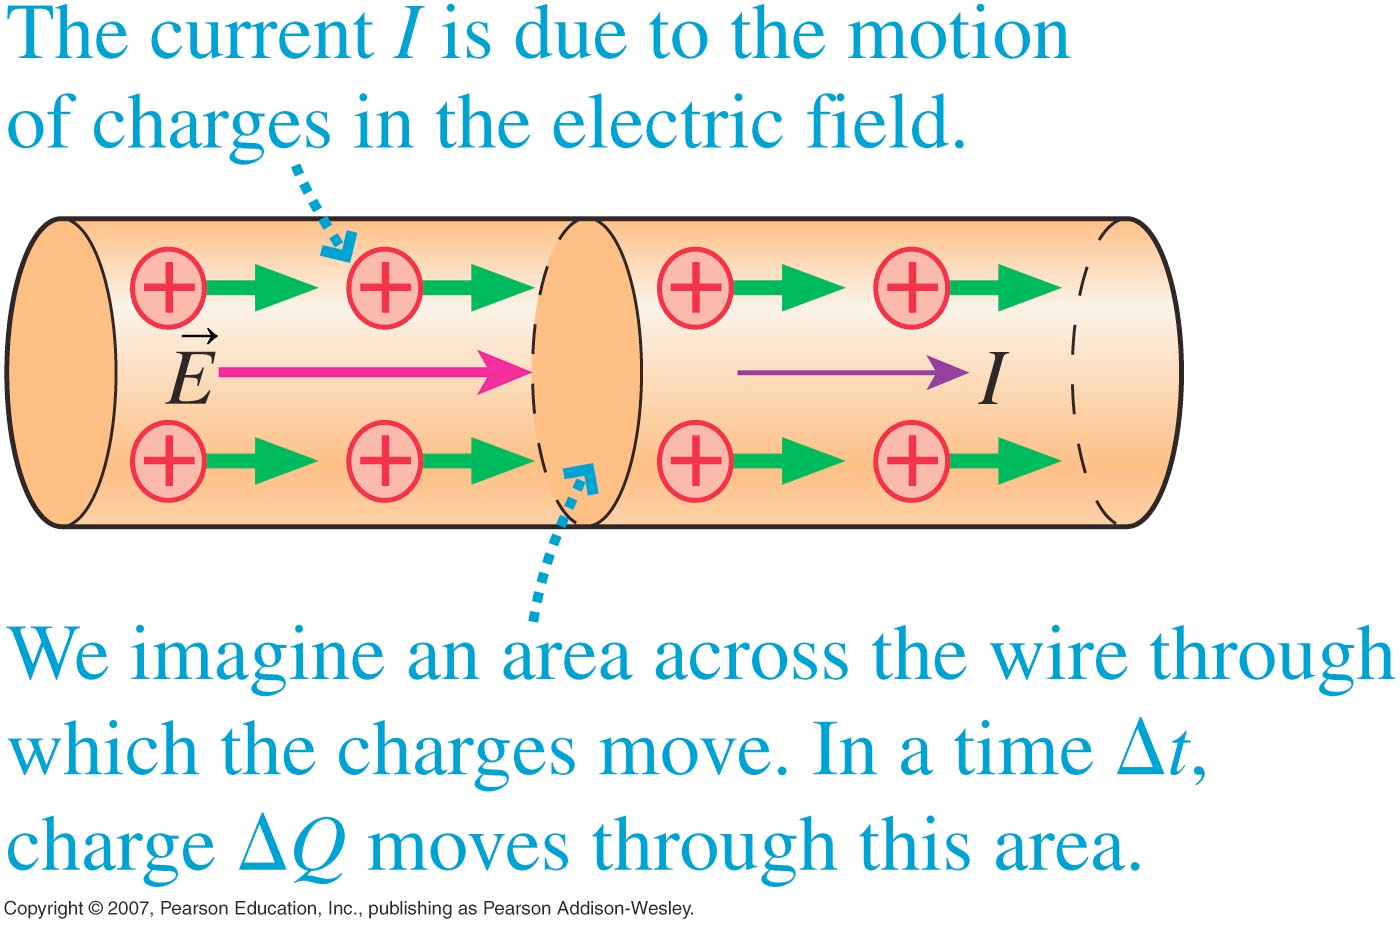 The current I is due to the motion
of charges in the electric field.
+ + + +
E⃗ I
+ + + +
We imagine an area across the wire through
which the charges move. In a time Δt,
charge ΔQ moves through this area.
Copyright © 2007, Pearson Education, Inc., publishing as Pearson Addison-Wesley.